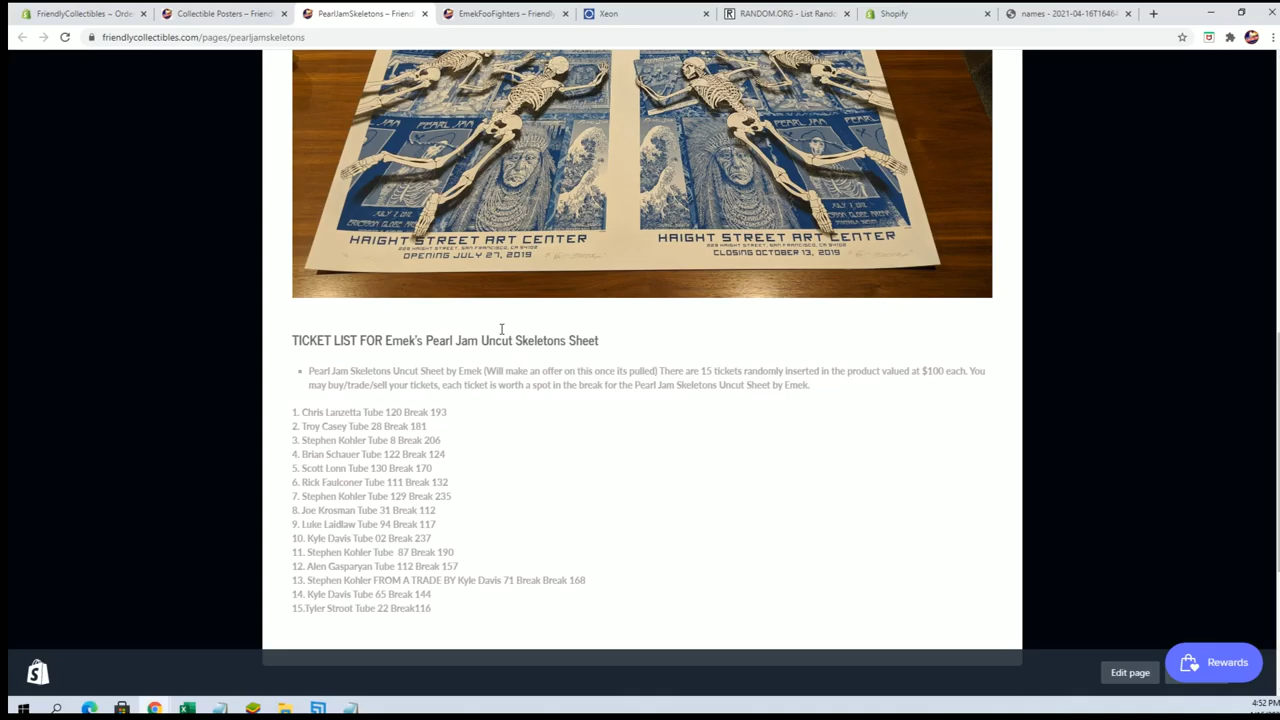 FriendlyCollectibles ~ Orde
Collectible Posters – Friendl
PearlJamSkeletons – Friendl
EmekFooFighters – Friendly
Xeon
RANDOM.ORG - List Rando
Shopify
names - 2021-04-16T16464
friendlycollectibles.com/pages/pearljamskeletons
PEARL JAM
PEARL JAM
JULY 7, 2012
HAIGHT STREET ART CENTER
OPENING JULY 27, 2019
HAIGHT STREET ART CENTER
CLOSING OCTOBER 13, 2019
TICKET LIST FOR Emek's Pearl Jam Uncut Skeletons Sheet
Pearl Jam Skeletons Uncut Sheet by Emek (Will make an offer on this once its pulled) There are 15 tickets randomly inserted in the product valued at $100 each. You
may buy/trade/sell your tickets, each ticket is worth a spot in the break for the Pearl Jam Skeletons Uncut Sheet by Emek.
1. Chris Lanzetta Tube 120 Break 193
2. Troy Casey Tube 28 Break 181
3. Stephen Kohler Tube 8 Break 206
4. Brian Schauer Tube 122 Break 124
5. Scott Lonn Tube 130 Break 170
6. Rick Faulconer Tube 111 Break 132
7. Stephen Kohler Tube 129 Break 235
8. Joe Krosman Tube 31 Break 112
9. Luke Laidlaw Tube 94 Break 117
10. Kyle Davis Tube 02 Break 237
11. Stephen Kohler Tube  87 Break 190
12. Alen Gasparyan Tube 112 Break 157
13. Stephen Kohler FROM A TRADE BY Kyle Davis 71 Break Break 168
14. Kyle Davis Tube 65 Break 144
15.Tyler Stroot Tube 22 Break116
Rewards
Edit page
4:52 PM